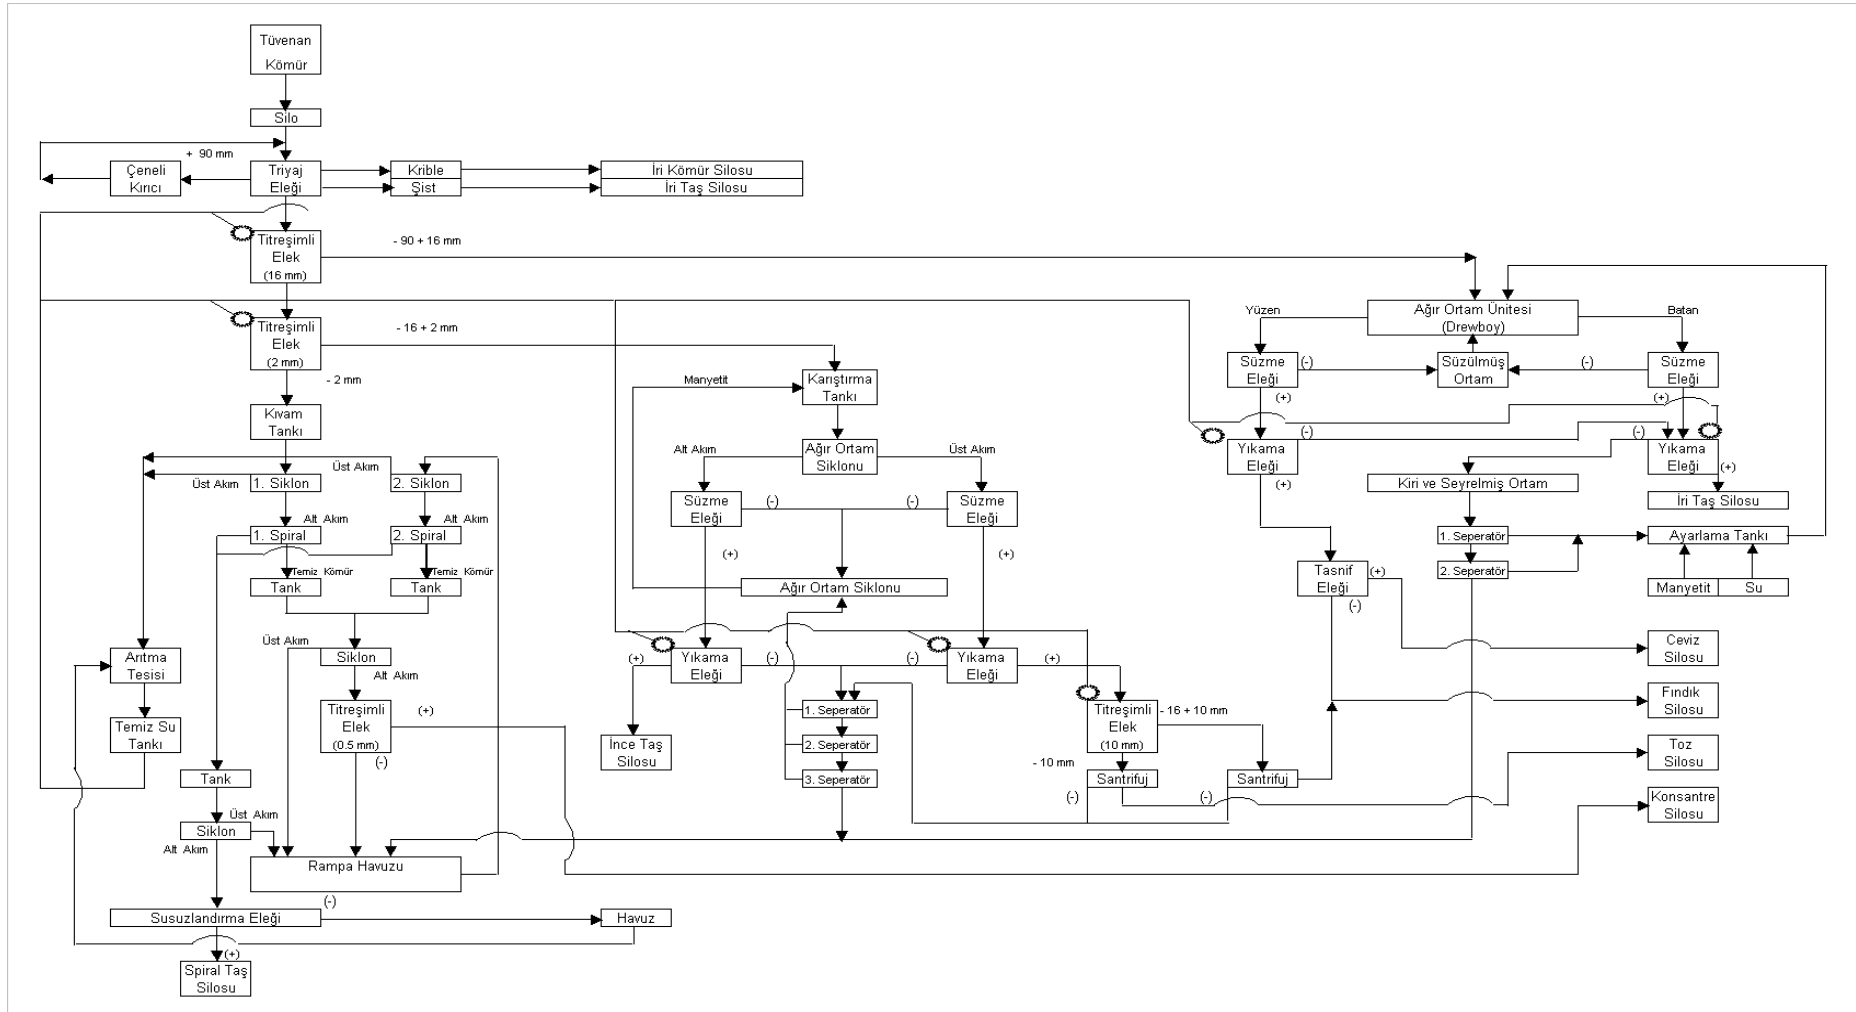 Tüvenan
Kömür
Silo
+ 90 mm
Çeneli
Kırıcı
Triyaj
Eleği
Krible
Şist
İri Kömür Silosu
İri Taş Silosu
Titreşimli
Elek
(16 mm)
- 90 + 16 mm
Titreşimli
Elek
(2 mm)
- 16 + 2 mm
- 2 mm
Kıvam
Tankı
Üst Akım
Üst Akım
1. Siklon
2. Siklon
Alt Akım
Alt Akım
1. Spiral
2. Spiral
Temiz Kömür
Temiz Kömür
Tank
Tank
Üst Akım
Siklon
Alt Akım
Arıtma
Tesisi
Temiz Su
Tankı
Titreşimli
Elek
(0.5 mm)
(+)
(-)
Tank
Üst Akım
Siklon
Alt Akım
Rampa Havuzu
(-)
Susuzlandırma Eleği
Havuz
(+)
Spiral Taş
Silosu
Manyetit
Karıştırma
Tankı
Alt Akım
Ağır Ortam
Siklonu
Üst Akım
Süzme
Eleği
(-)
(-)
Süzme
Eleği
(+)
(+)
Ağır Ortam Siklonu
(+)
Yıkama
Eleği
(-)
(-)
Yıkama
Eleği
(+)
1. Seperatör
2. Seperatör
3. Seperatör
İnce Taş
Silosu
Titreşimli
Elek
(10 mm)
- 16 + 10 mm
- 10 mm
Santrifuj
Santrifuj
(-)
(-)
Yüzen
Ağır Ortam Ünitesi
(Drewboy)
Batan
Süzme
Eleği
(-)
Süzülmüş
Ortam
(-)
Süzme
Eleği
(+)
(+)
Yıkama
Eleği
(-)
(-)
Yıkama
Eleği
(+)
(+)
Kiri ve Seyrelmiş Ortam
İri Taş Silosu
1. Seperatör
2. Seperatör
Ayarlama Tankı
Manyetit
Su
Tasnif
Eleği
(+)
(-)
Ceviz
Silosu
Fındık
Silosu
Toz
Silosu
Konsantre
Silosu